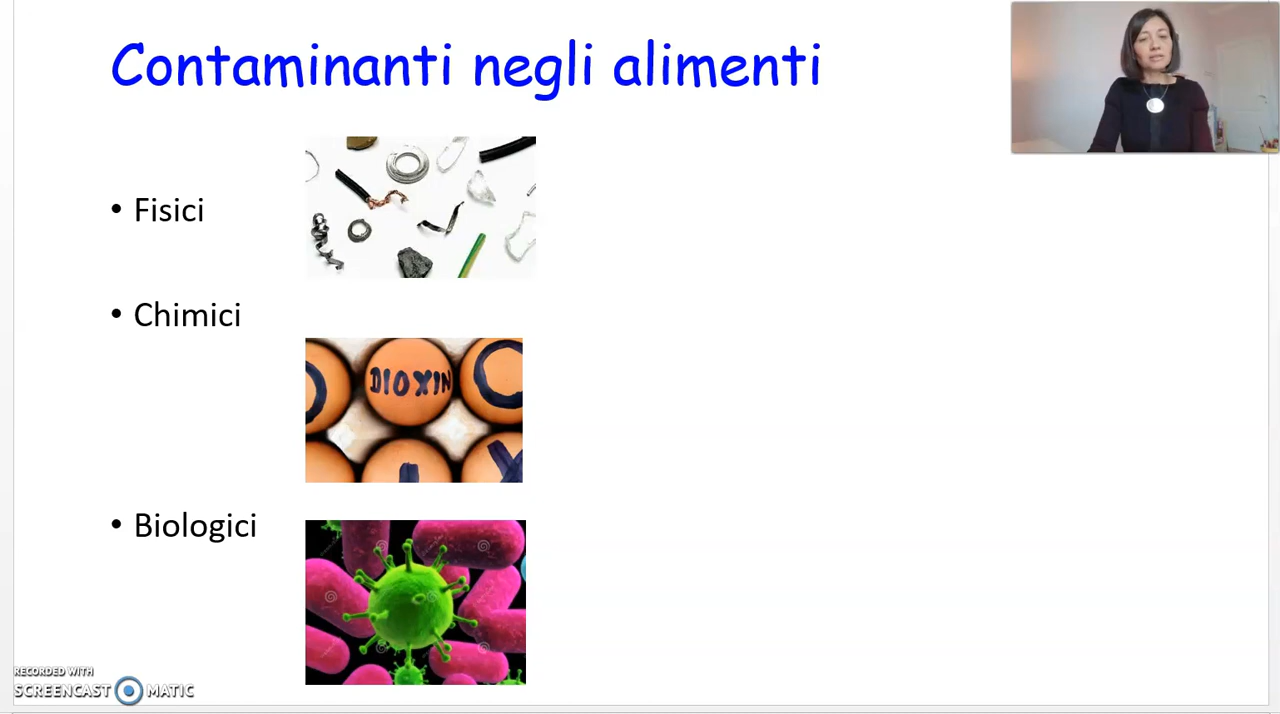 Contaminanti negli alimenti
• Fisici
• Chimici
DIOXIN
• Biologici
RECORDED WITH
SCREENCAST MATIC